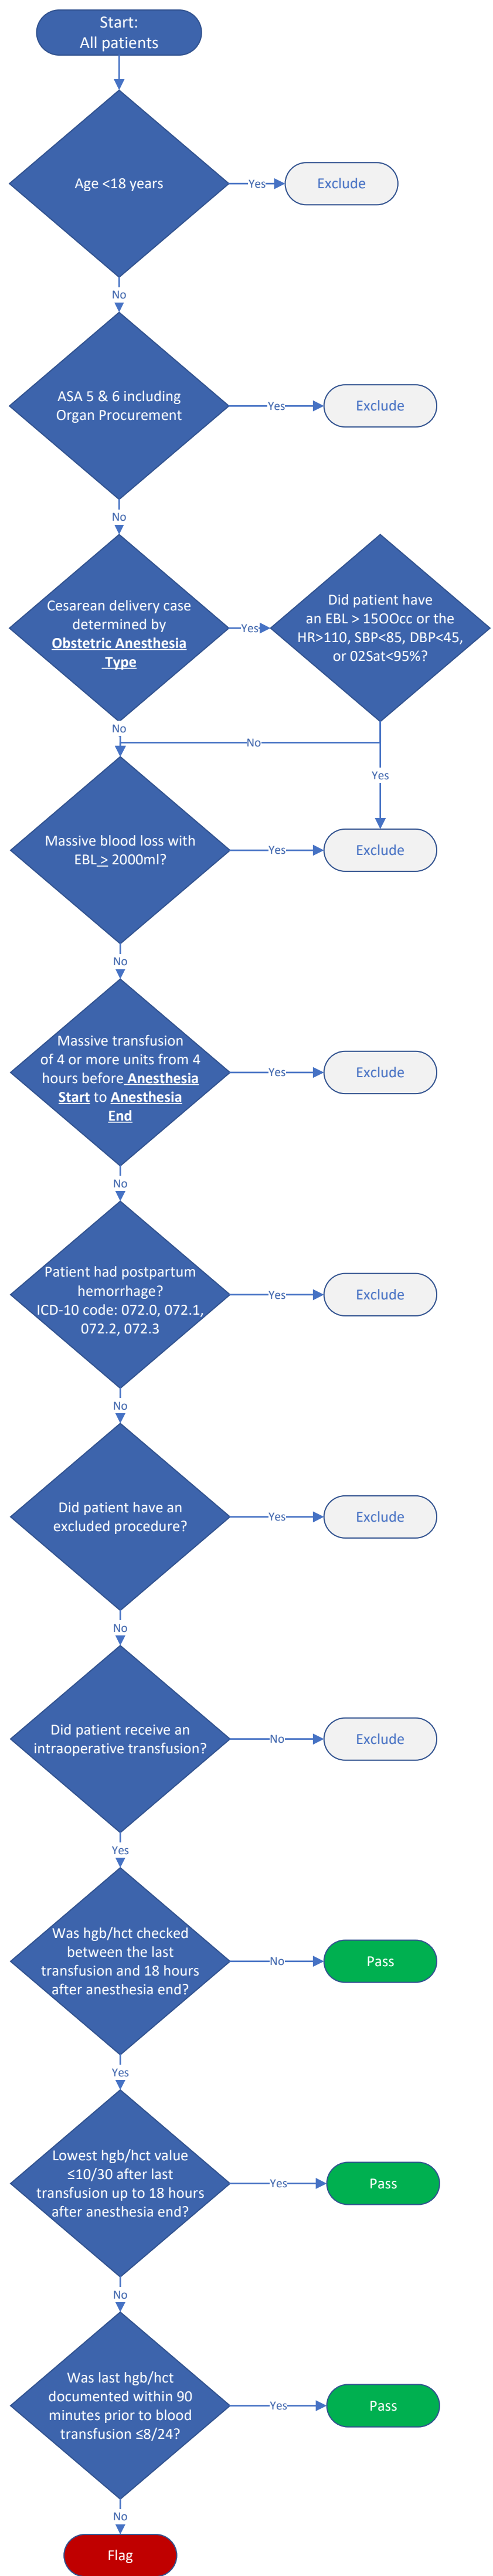 Start:
All patients
Age <18 years
Yes
Exclude
No
ASA 5 & 6 including
Organ Procurement
Yes
Exclude
No
Cesarean delivery case
determined by
Obstetric Anesthesia
Type
Yes
Did patient have
an EBL > 15OOcc or the
HR>110, SBP<85, DBP<45,
or 02Sat<95%?
No
No
Yes
Massive blood loss with
EBL > 2000ml?
Yes
Exclude
No
Massive transfusion
of 4 or more units from 4
hours before Anesthesia
Start to Anesthesia
End
Yes
Exclude
No
Patient had postpartum
hemorrhage?
ICD-10 code: 072.0, 072.1,
072.2, 072.3
Yes
Exclude
No
Did patient have an
excluded procedure?
Yes
Exclude
No
Did patient receive an
intraoperative transfusion?
No
Exclude
Yes
Was hgb/hct checked
between the last
transfusion and 18 hours
after anesthesia end?
No
Pass
Yes
Lowest hgb/hct value
≤10/30 after last
transfusion up to 18 hours
after anesthesia end?
Yes
Pass
No
Was last hgb/hct
documented within 90
minutes prior to blood
transfusion ≤8/24?
Yes
Pass
No
Flag